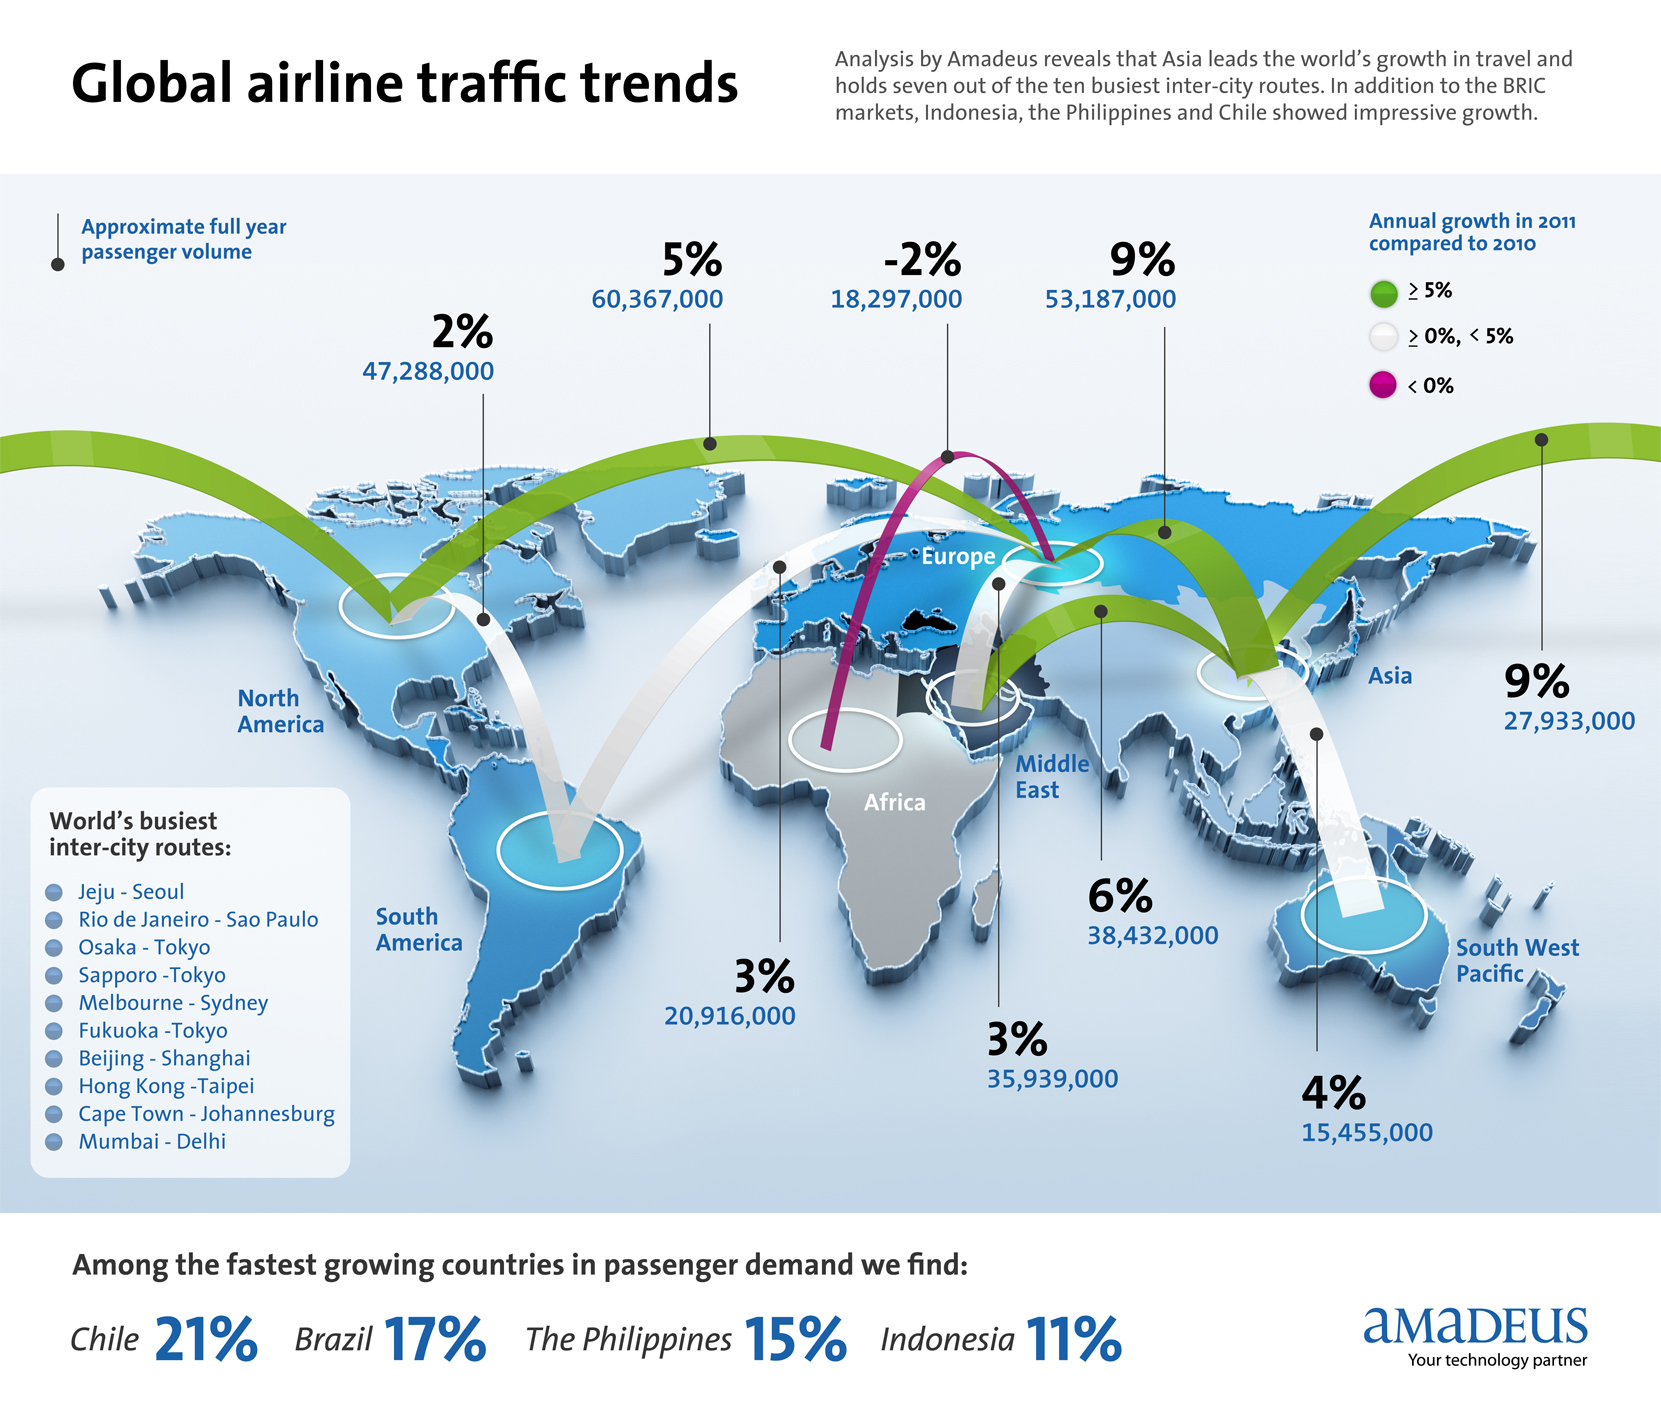 Global airline traffic trends
Analysis by Amadeus reveals that Asia leads the world's growth in travel and
holds seven out of the ten busiest inter-city routes. In addition to the BRIC
markets, Indonesia, the Philippines and Chile showed impressive growth.
Approximate full year
passenger volume
2%
47,288,000
5%
60,367,000
-2%
18,297,000
9%
53,187,000
Annual growth in 2011
compared to 2010
≥ 5%
≥ 0%, < 5%
< 0%
Europe
North
America
Asia
9%
27,933,000
Middle
East
Africa
South
America
South West
Pacific
6%
38,432,000
3%
20,916,000
3%
35,939,000
4%
15,455,000
World's busiest
inter-city routes:
Jeju - Seoul
Rio de Janeiro - Sao Paulo
Osaka - Tokyo
Sapporo -Tokyo
Melbourne - Sydney
Fukuoka -Tokyo
Beijing - Shanghai
Hong Kong -Taipei
Cape Town - Johannesburg
Mumbai - Delhi
Among the fastest growing countries in passenger demand we find:
Chile 21% Brazil 17% The Philippines 15% Indonesia 11%
aMaDEUS
Your technology partner